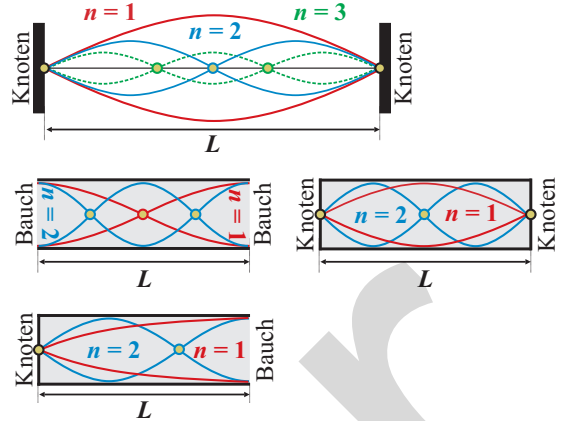 n = 1
n = 2
n = 3
Knoten
Knoten
L
Bauch
n = 2
n = 1
Bauch
L
Knoten
n = 2
n = 1
Knoten
L
Knoten
n = 2
n = 1
Bauch
L
r